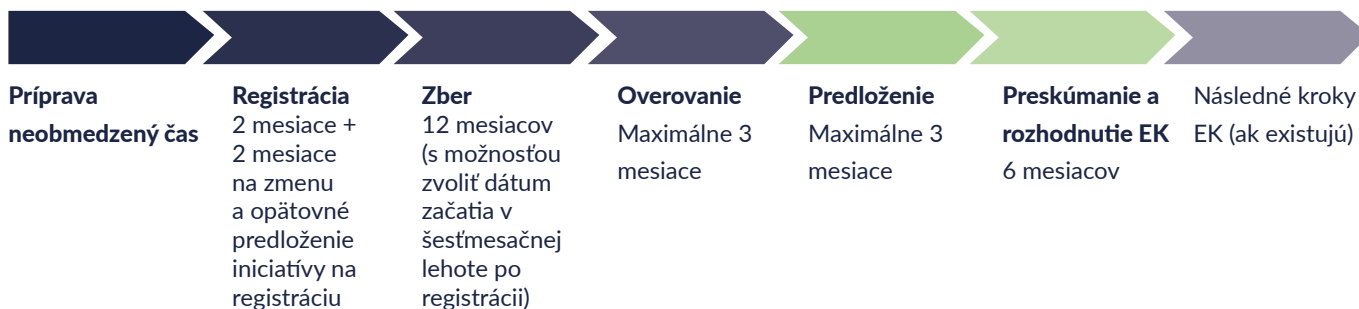 Príprava
neobmedzený čas
Registrácia
2 mesiace +
2 mesiace
na zmenu
a opätovné
predloženie
iniciatívy na
registráciu
Zber
12 mesiacov
(s možnosťou
zvoliť dátum
začatia v
šesťmesačnej
lehote po
registrácii)
Overovanie
Maximálne 3
mesiace
Predloženie
Maximálne 3
mesiace
Preskúmanie a
rozhodnutie EK
6 mesiacov
Následné kroky
EK (ak existujú)